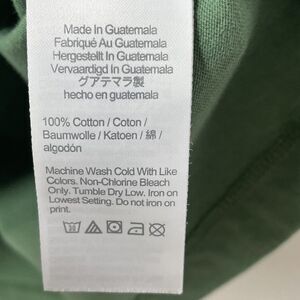 Made In Guatemala
Fabriqué Au Guatemala
Hergestellt In Guatemala
Vervaardigd In Guatemala
グアテマラ製
hecho en guatemala
100% Cotton / Coton /
Baumwolle / Katoen / 綿 /
algodón
Machine Wash Cold With Like
Colors. Non-Chlorine Bleach
Only. Tumble Dry Low. Iron on
Lowest Setting. Do not iron on
print.